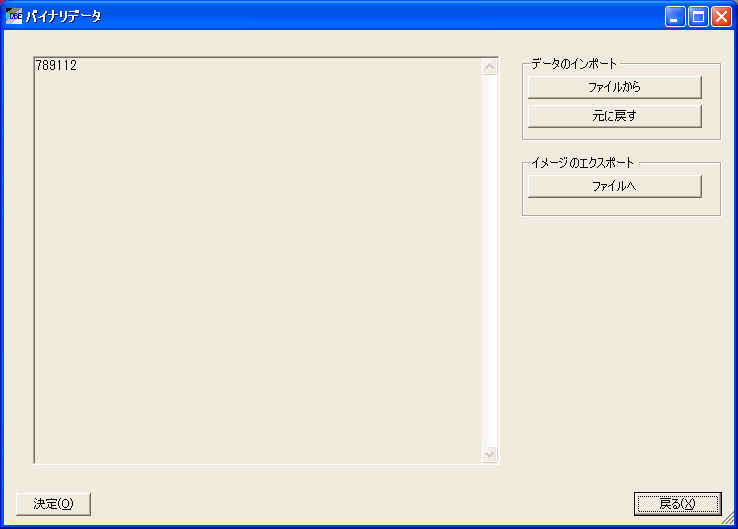 バイナリデータ
789112
データのインポート
ファイルから
元に戻す
イメージのエクスポート
ファイルへ
決定(O)
戻る(X)